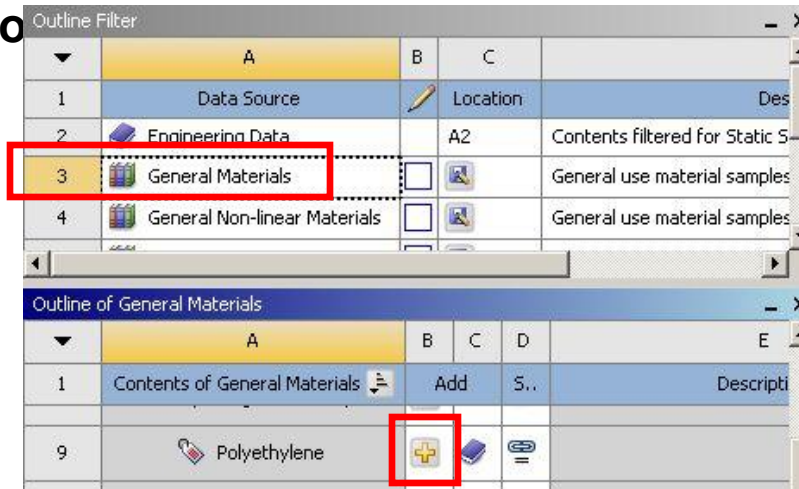 o
Outline Filter
A B C
1 Data Source Location Des
2 Engineering Data A2 Contents filtered for Static S
3 General Materials General use material samples
4 General Non-linear Materials General use material samples
Outline of General Materials
A B C D E
1 Contents of General Materials Add S.. Descripti
9 Polyethylene